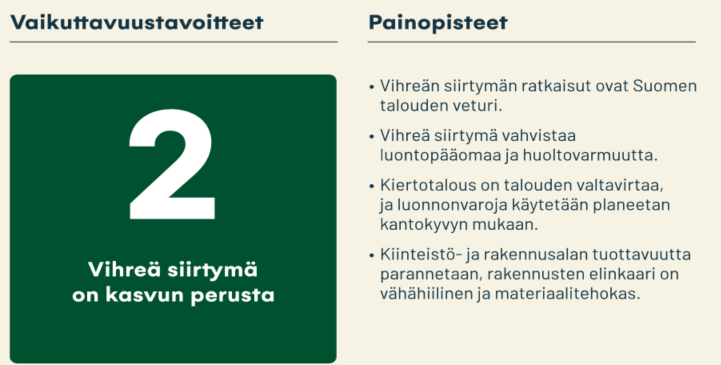 Vaikuttavuustavoitteet
Painopisteet
2
Vihreä siirtymä
on kasvun perusta
• Vihreän siirtymän ratkaisut ovat Suomen
talouden veturi.
• Vihreä siirtymä vahvistaa
luontopääomaa ja huoltovarmuutta.
• Kiertotalous on talouden valtavirtaa,
ja luonnonvaroja käytetään planeetan
kantokyvyn mukaan.
• Kiinteistö- ja rakennusalan tuottavuutta
parannetaan, rakennusten elinkaari on
vähähiilinen ja materiaalitehokas.